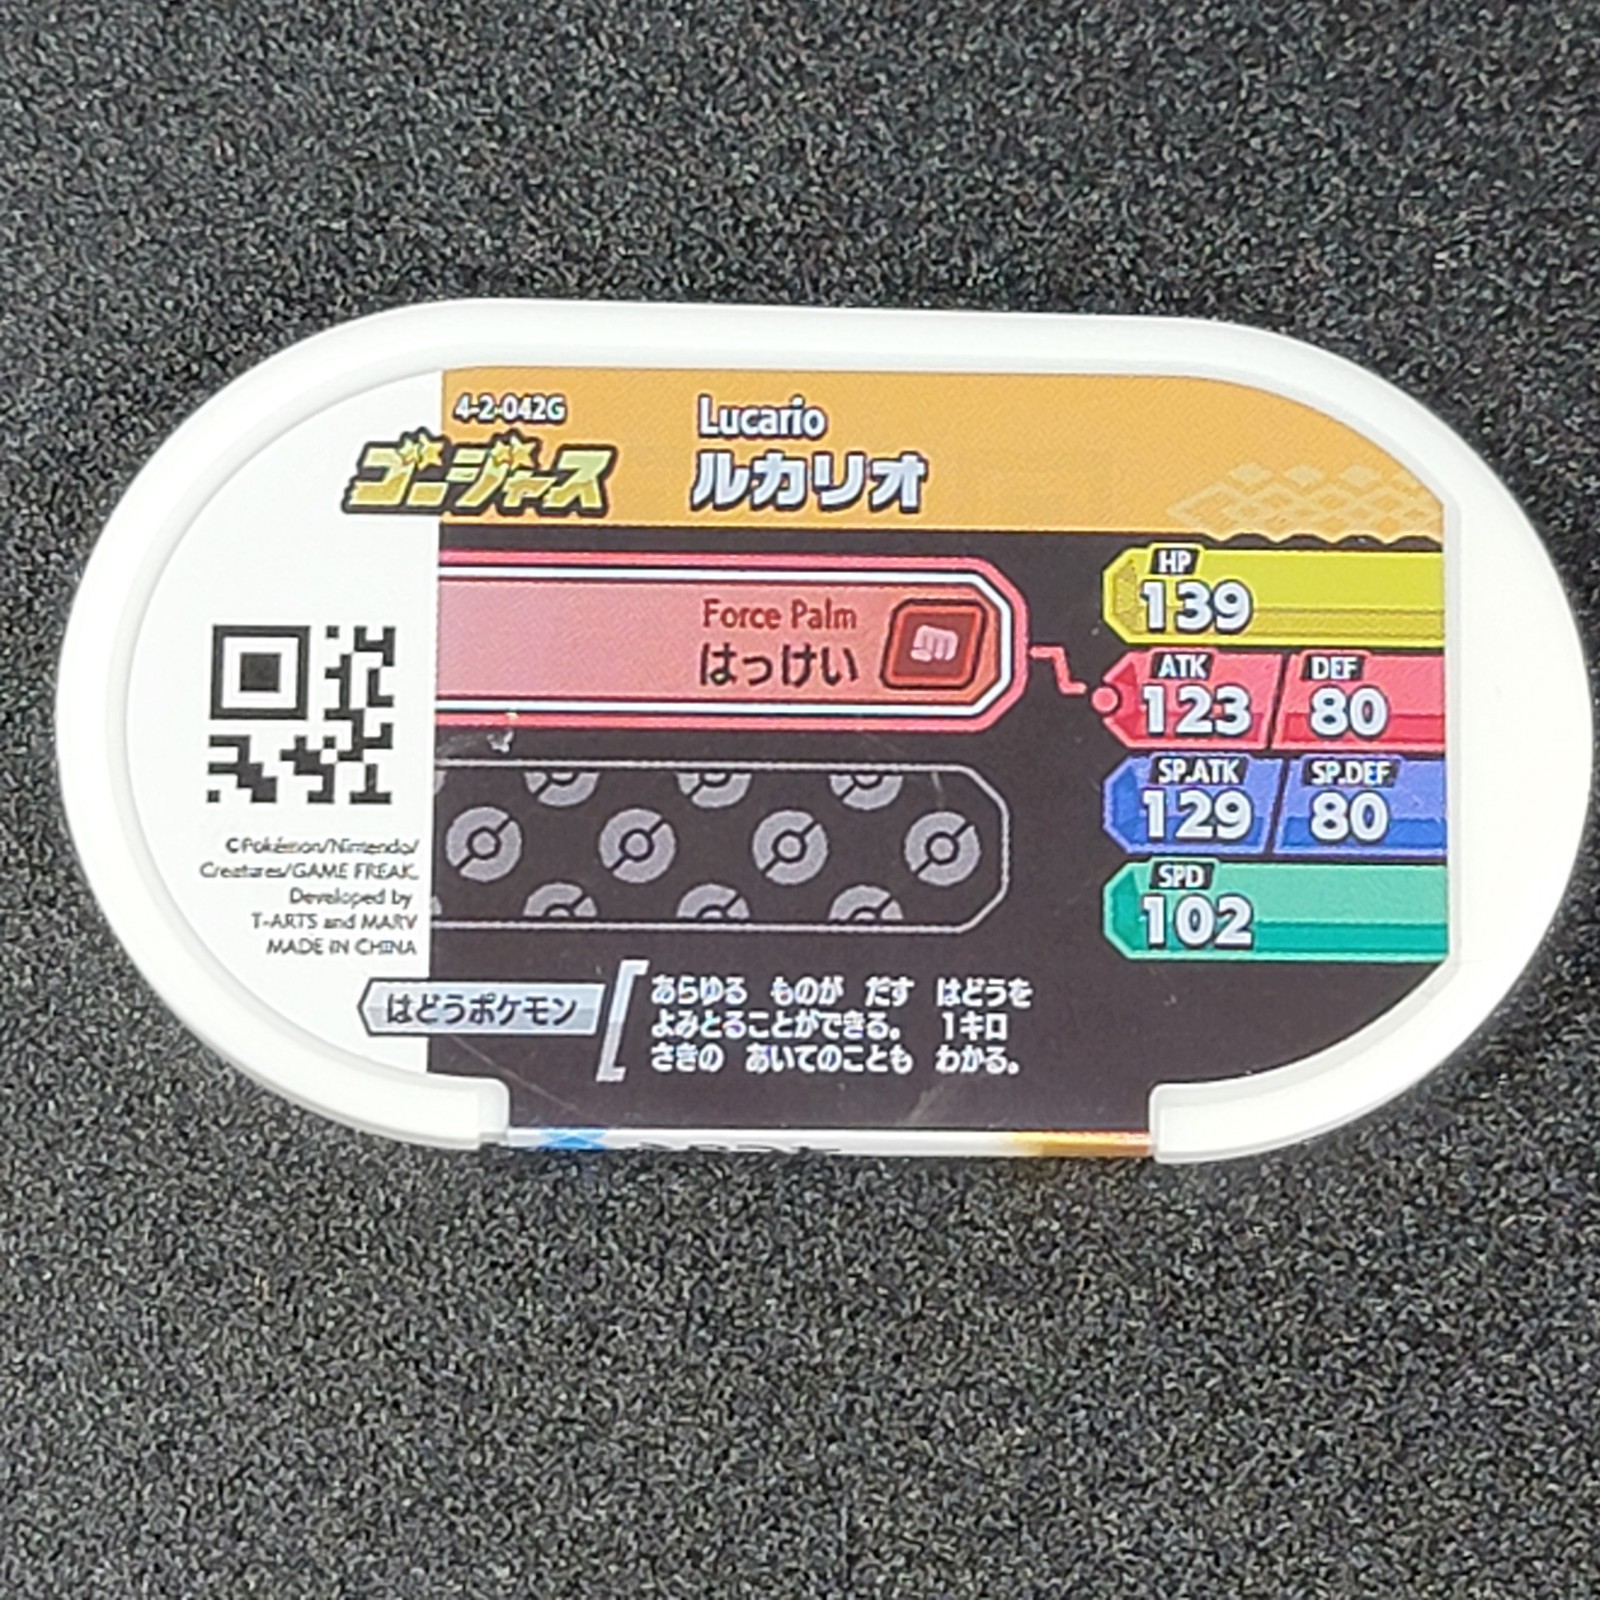 4-2-042G
ゴージャス
Lucario
ルカリオ
Force Palm
はっけい
HP
139
ATK
123
DEF
80
SP.ATK
129
SP.DEF
80
SPD
102
©Pokémon/Nintendo/
Creatures/GAME FREAK.
Developed by
T-ARTS and MARV
MADE IN CHINA
はどうポケモン
あらゆる ものが だす はどうを
よみとることができる。 1キロ
さきの あいてのことも わかる。